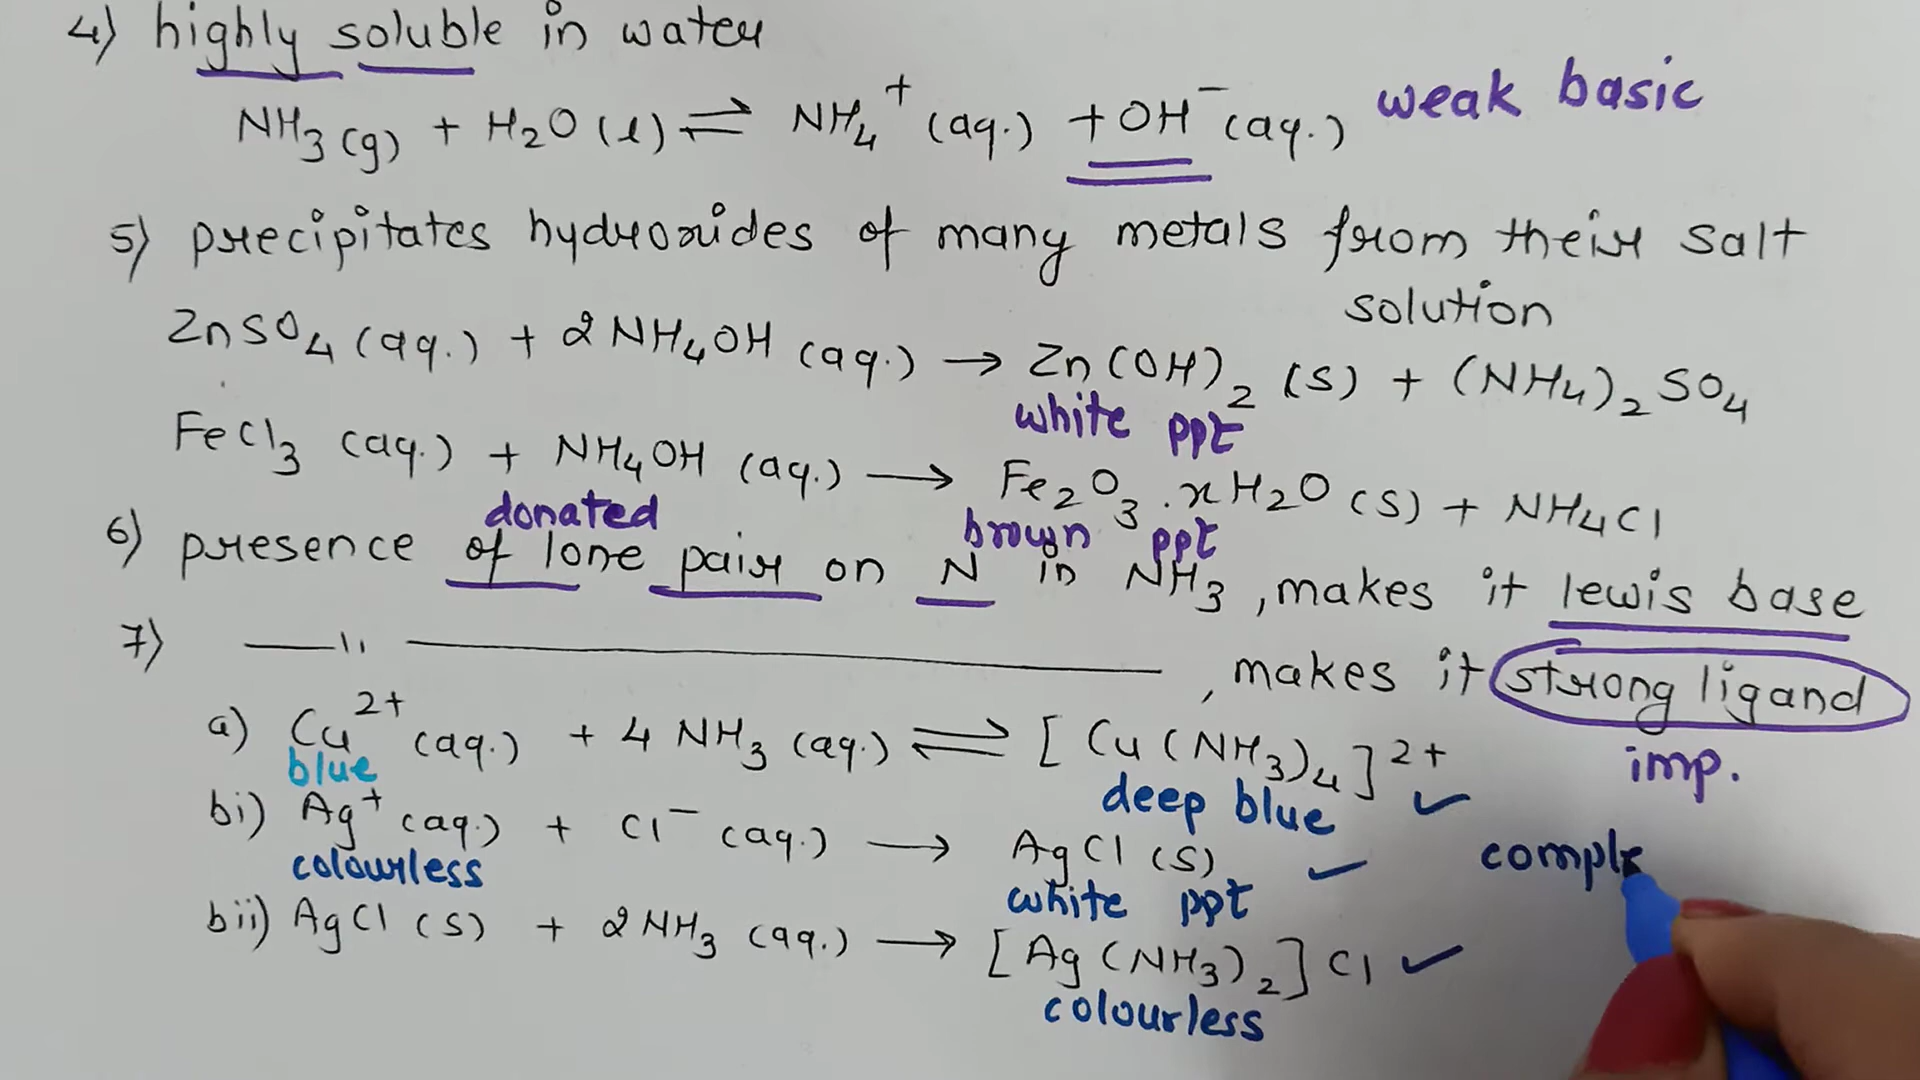 4) highly soluble in water
NH3(g) + H2O(l) ⇌ NH4+ (aq.) + OH- (aq.) weak basic
5) precipitates hydroxides of many metals from their salt
solution
ZnSO4 (aq.) + 2NH4OH (aq.) → Zn(OH)2 (s) + (NH4)2SO4
white ppt
FeCl3 (aq.) + NH4OH (aq.) → Fe2O3.xH2O (s) + NH4Cl
donated brown ppt
6) presence of lone pair on N in NH3, makes it lewis base
7) —11— , makes it strong ligand
imp.
a) Cu2+ (aq.) + 4 NH3 (aq.) ⇌ [Cu(NH3)4]2+
blue deep blue ✓
bi) Ag+ (aq.) + Cl- (aq.) → AgCl (s) ✓
colourless white ppt
comple
bii) AgCl (s) + 2NH3 (aq.) → [Ag(NH3)2]Cl ✓
colourless